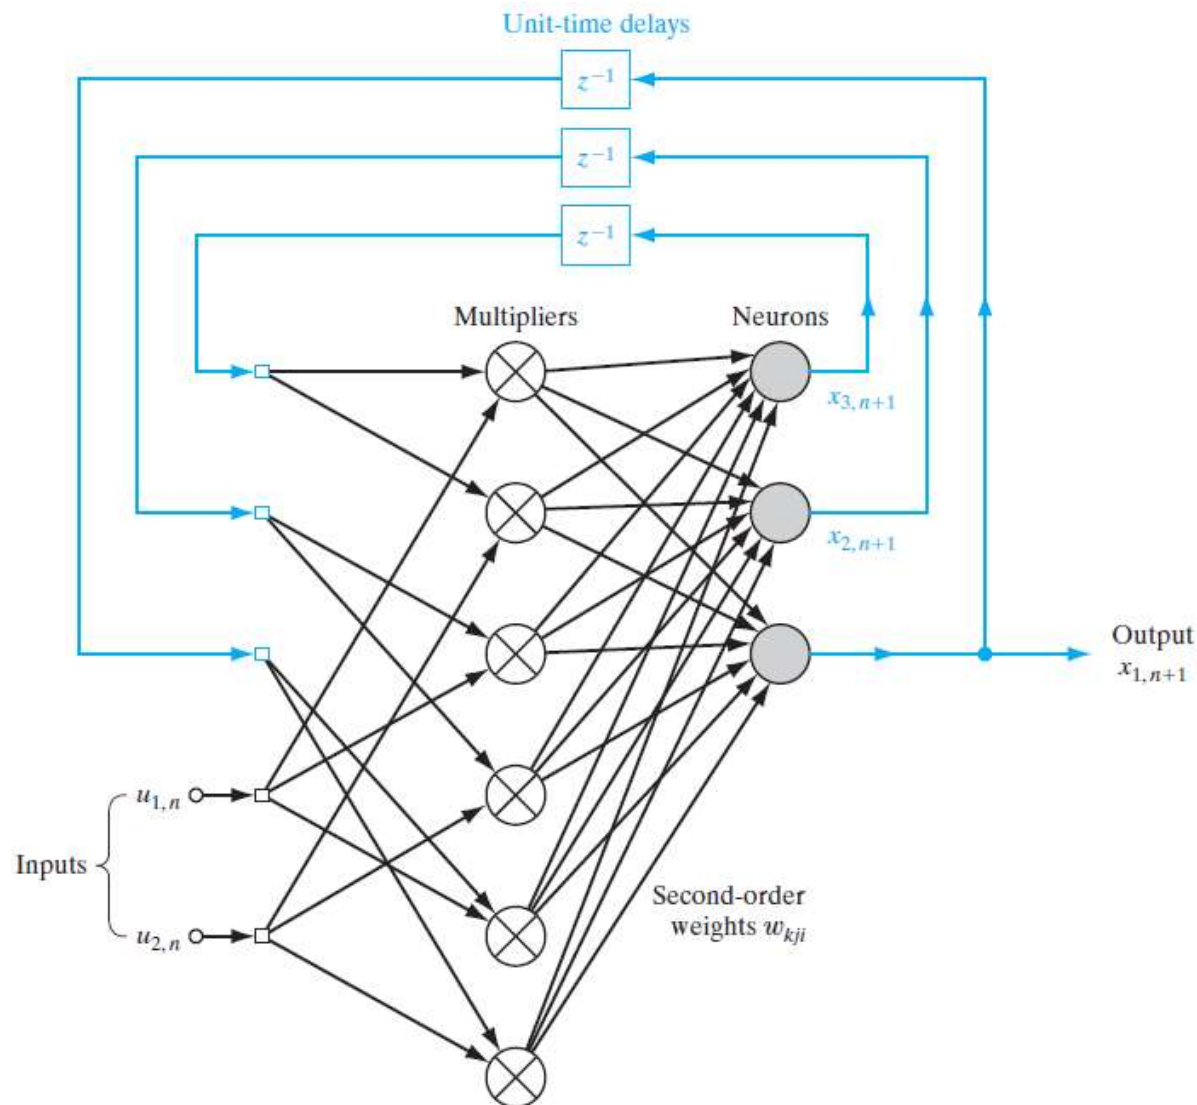 Unit-time delays
z⁻¹
z⁻¹
z⁻¹
Multipliers
Neurons
x₃,ₙ₊₁
x₂,ₙ₊₁
Output
x₁,ₙ₊₁
u₁,ₙ
Inputs
u₂,ₙ
Second-order
weights wₖⱼᵢ